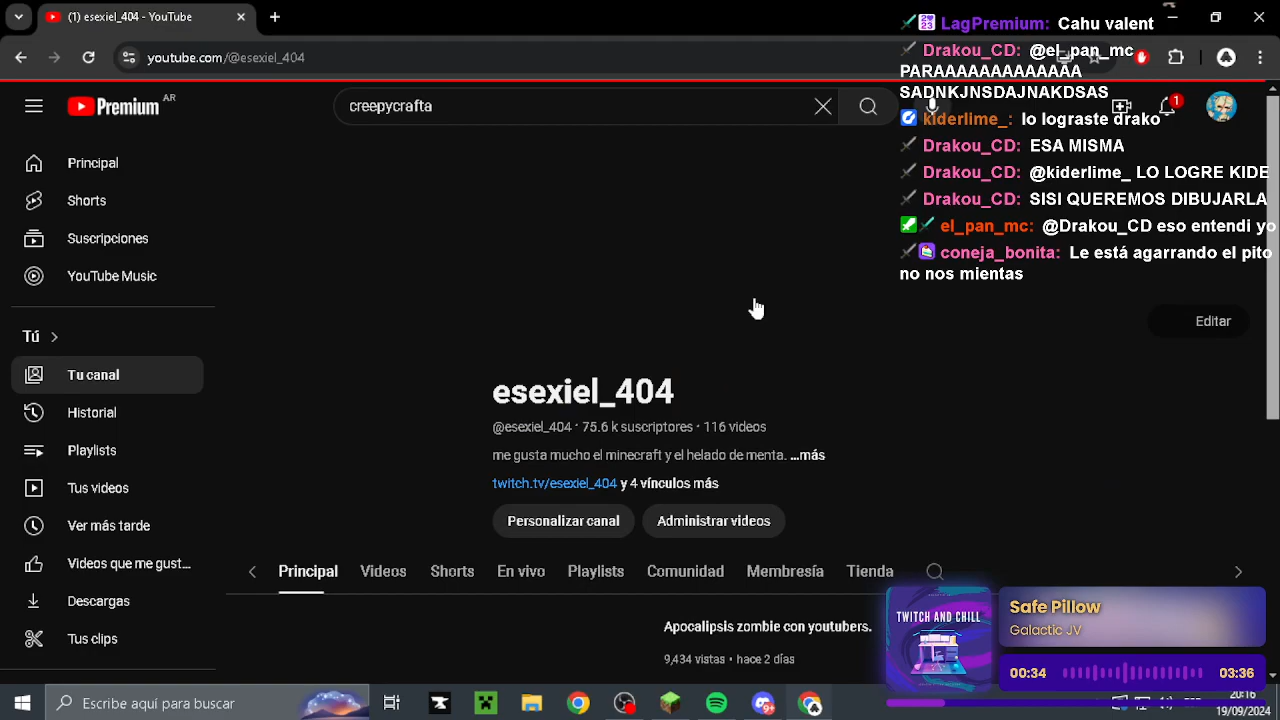 (1) esexiel_404 - YouTube
youtube.com/@esexiel_404
Premium AR
creepycrafta
1
Principal
Shorts
Suscripciones
YouTube Music
Tú
Tu canal
Historial
Playlists
Tus videos
Ver más tarde
Videos que me gust...
Descargas
Tus clips
Editar
esexiel_404
@esexiel_404 · 75.6 k suscriptores · 116 videos
me gusta mucho el minecraft y el helado de menta. ...más
twitch.tv/esexiel_404 y 4 vínculos más
Personalizar canal
Administrar videos
Principal Videos Shorts En vivo Playlists Comunidad Membresía Tienda
Apocalipsis zombie con youtubers.
9,434 vistas • hace 2 días
LagPremium: Cahu valent
Drakou_CD: @el_pan_mc
PARAAAAAAAAAAAAA
SADNKJNSDAJNAKDSAS
kiderlime_: lo lograste drako
Drakou_CD: ESA MISMA
Drakou_CD: @kiderlime_ LO LOGRE KIDE
Drakou_CD: SISI QUEREMOS DIBUJARLA
el_pan_mc: @Drakou_CD eso entendi yo
coneja_bonita: Le está agarrando el pito
no nos mientas
TWITCH AND CHILL
Safe Pillow
Galactic JV
00:34
03:36
Escribe aquí para buscar
20:16
19/09/2024